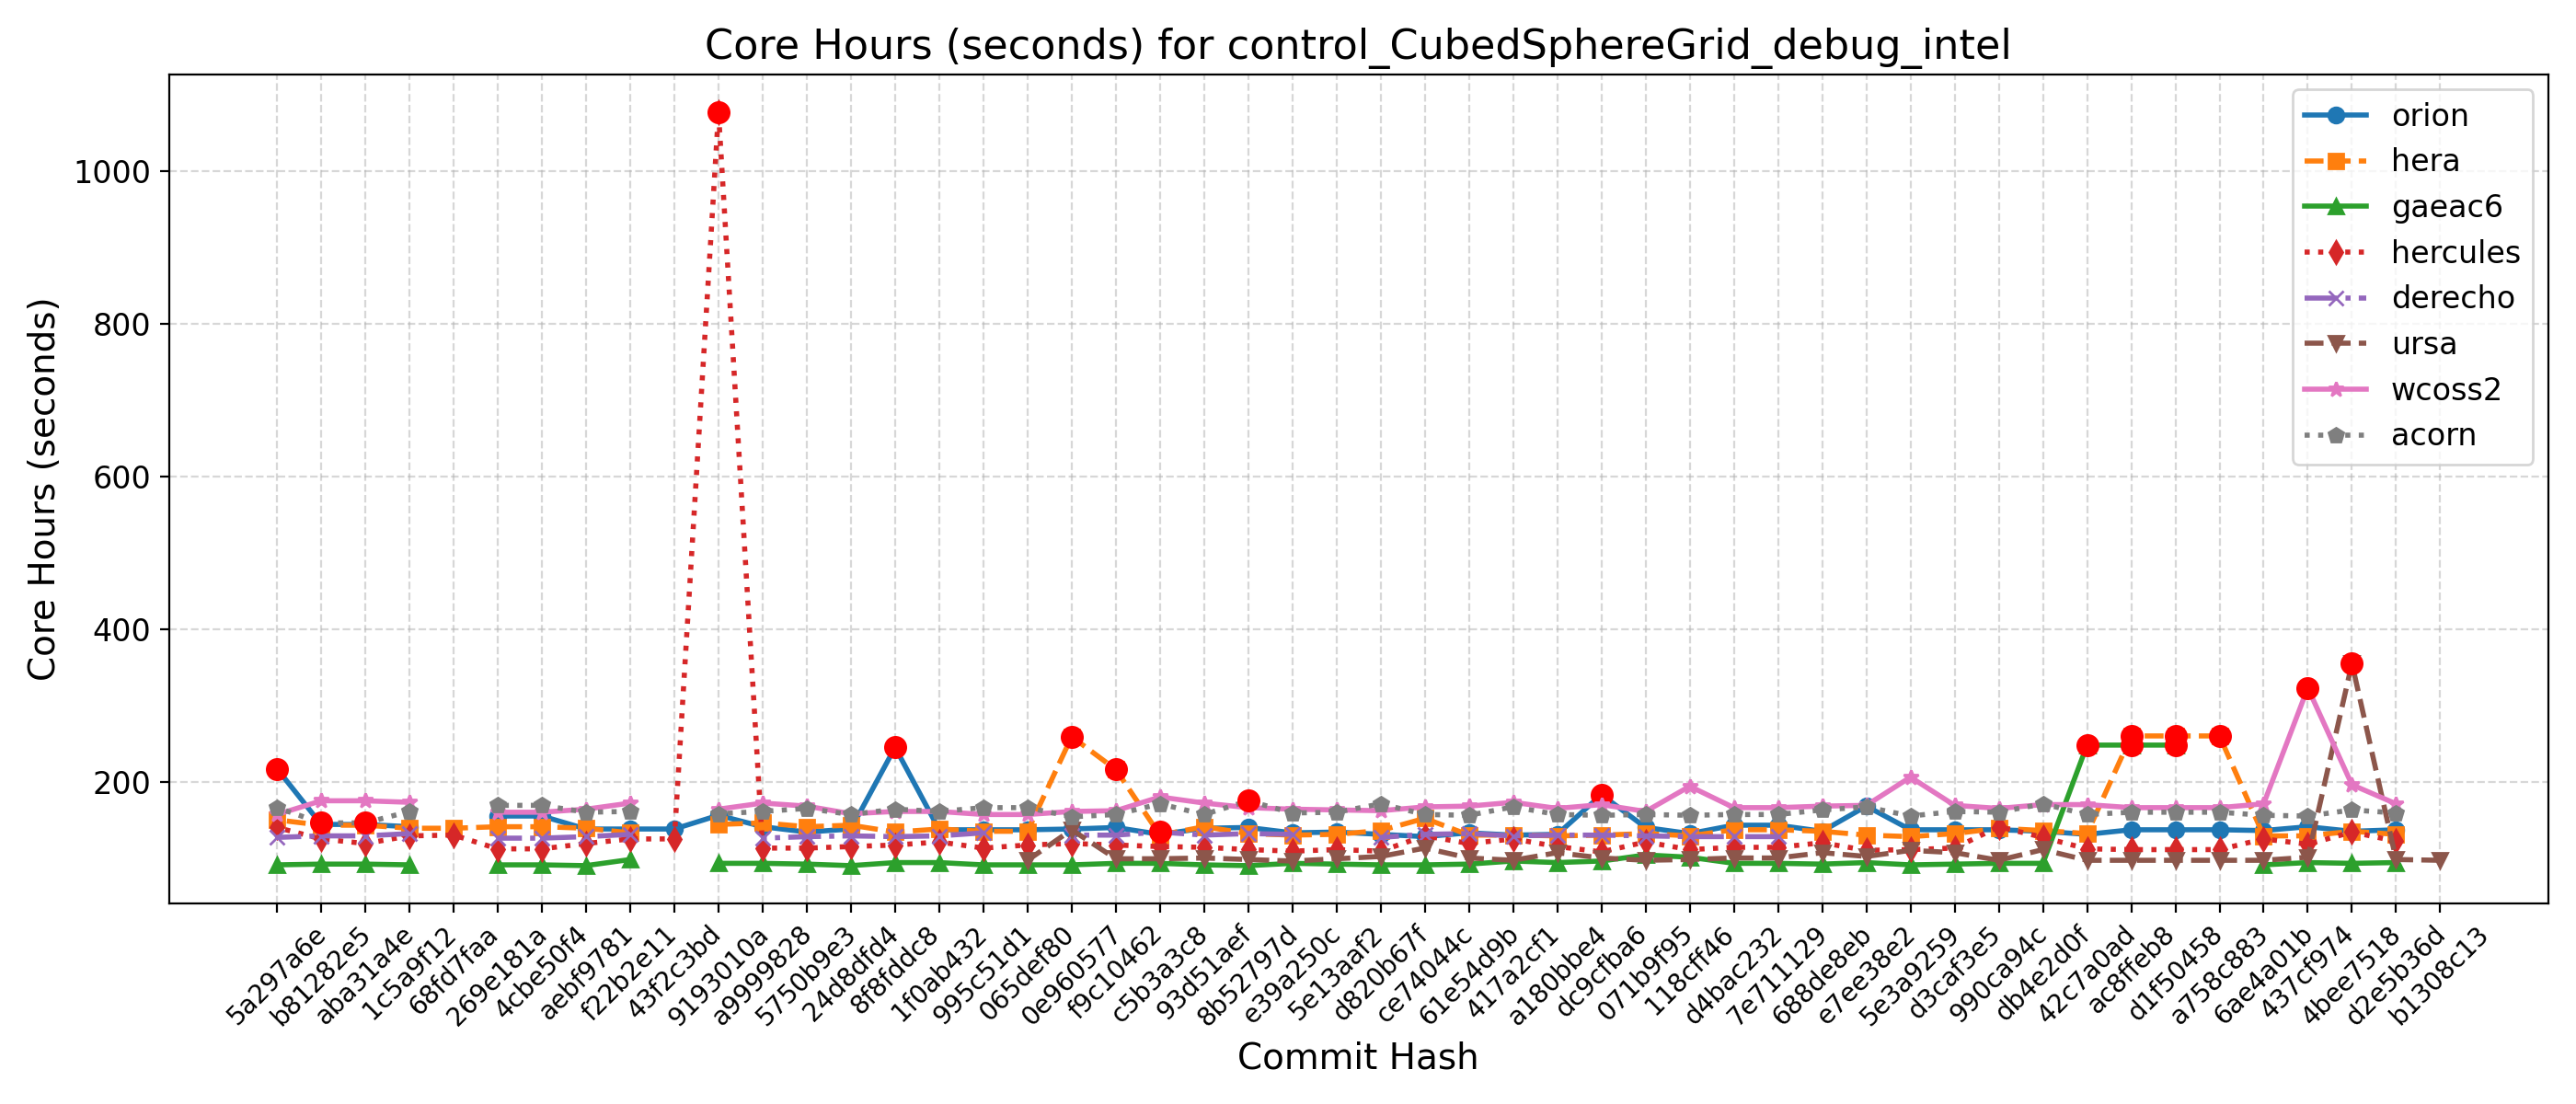 Core Hours (seconds) for control_CubedSphereGrid_debug_intel
Core Hours (seconds)
1000
800
600
400
200
orion
hera
gaeac6
hercules
derecho
ursa
wcoss2
acorn
5a297a6e
b81282e5
aba31a4e
1c5a9f12
68fd7faa
269e181a
4cbe50f4
aebf9781
f22b2e11
43f2c3bd
9193010a
a9999828
5750b9e3
24d8dfd4
8f8fddc8
1f0ab432
995c51d1
065def80
0e960577
f9c10462
c5b3a3c8
93d51aef
8b52797d
e39a250c
5e13aaf2
d820b67f
ce74044c
61e54d9b
417a2cf1
a180bbe4
dc9cfba6
071b9f95
118cff46
d4bac232
7e711129
688de8eb
e7ee38e2
5e3a9259
d3caf3e5
990ca94c
db4e2d0f
42c7a0ad
ac8ffeb8
d1f50458
a758c883
6ae4a01b
437cf974
4bee7518
d2e5b36d
b1308c13
Commit Hash